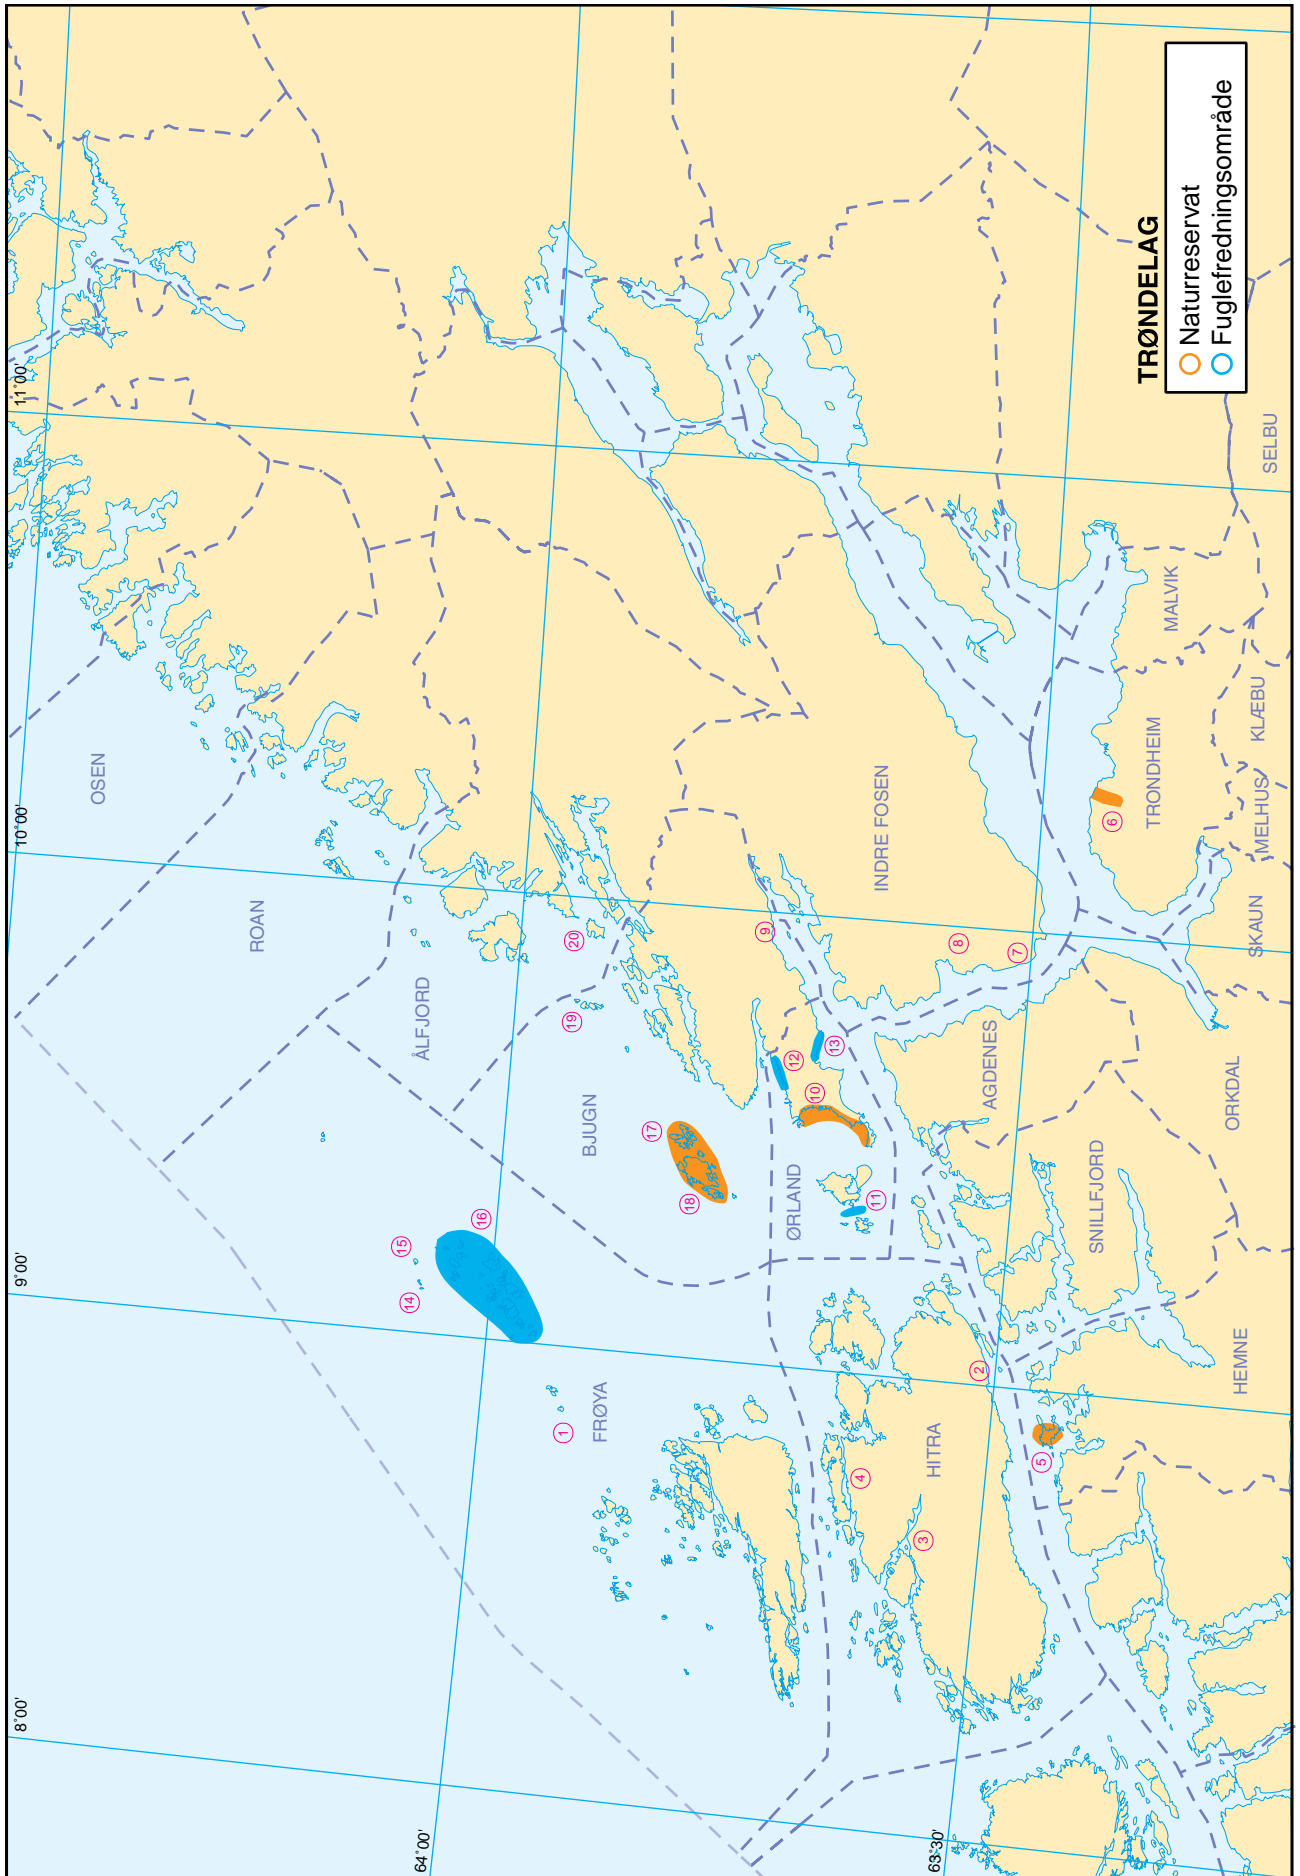 TRØNDELAG
Naturreservat
Fuglefredningsområde
8°00'
9°00'
10°00'
11°00'
64°00'
63°30'
OSEN
ROAN
ÅLFJORD
BJUGN
ØRLAND
FRØYA
HITRA
INDRE FOSEN
AGDENES
SNILLFJORD
HEMNE
ORKDAL
SKAUN
MELHUS
TRONDHEIM
KLÆBU
MALVIK
SELBU
1
2
3
4
5
6
7
8
9
10
11
12
13
14
15
16
17
18
19
20